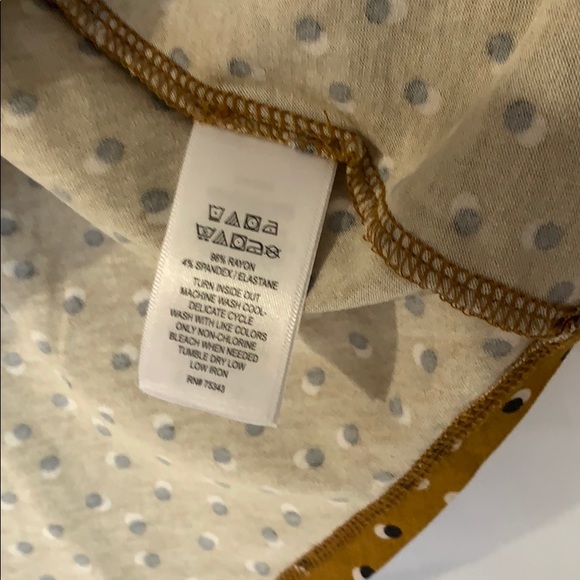 96% RAYON
4% SPANDEX / ELASTANE
TURN INSIDE OUT
MACHINE WASH COOL-
DELICATE CYCLE
WASH WITH LIKE COLORS
ONLY NON-CHLORINE
BLEACH WHEN NEEDED
TUMBLE DRY LOW
LOW IRON
RN# 75343